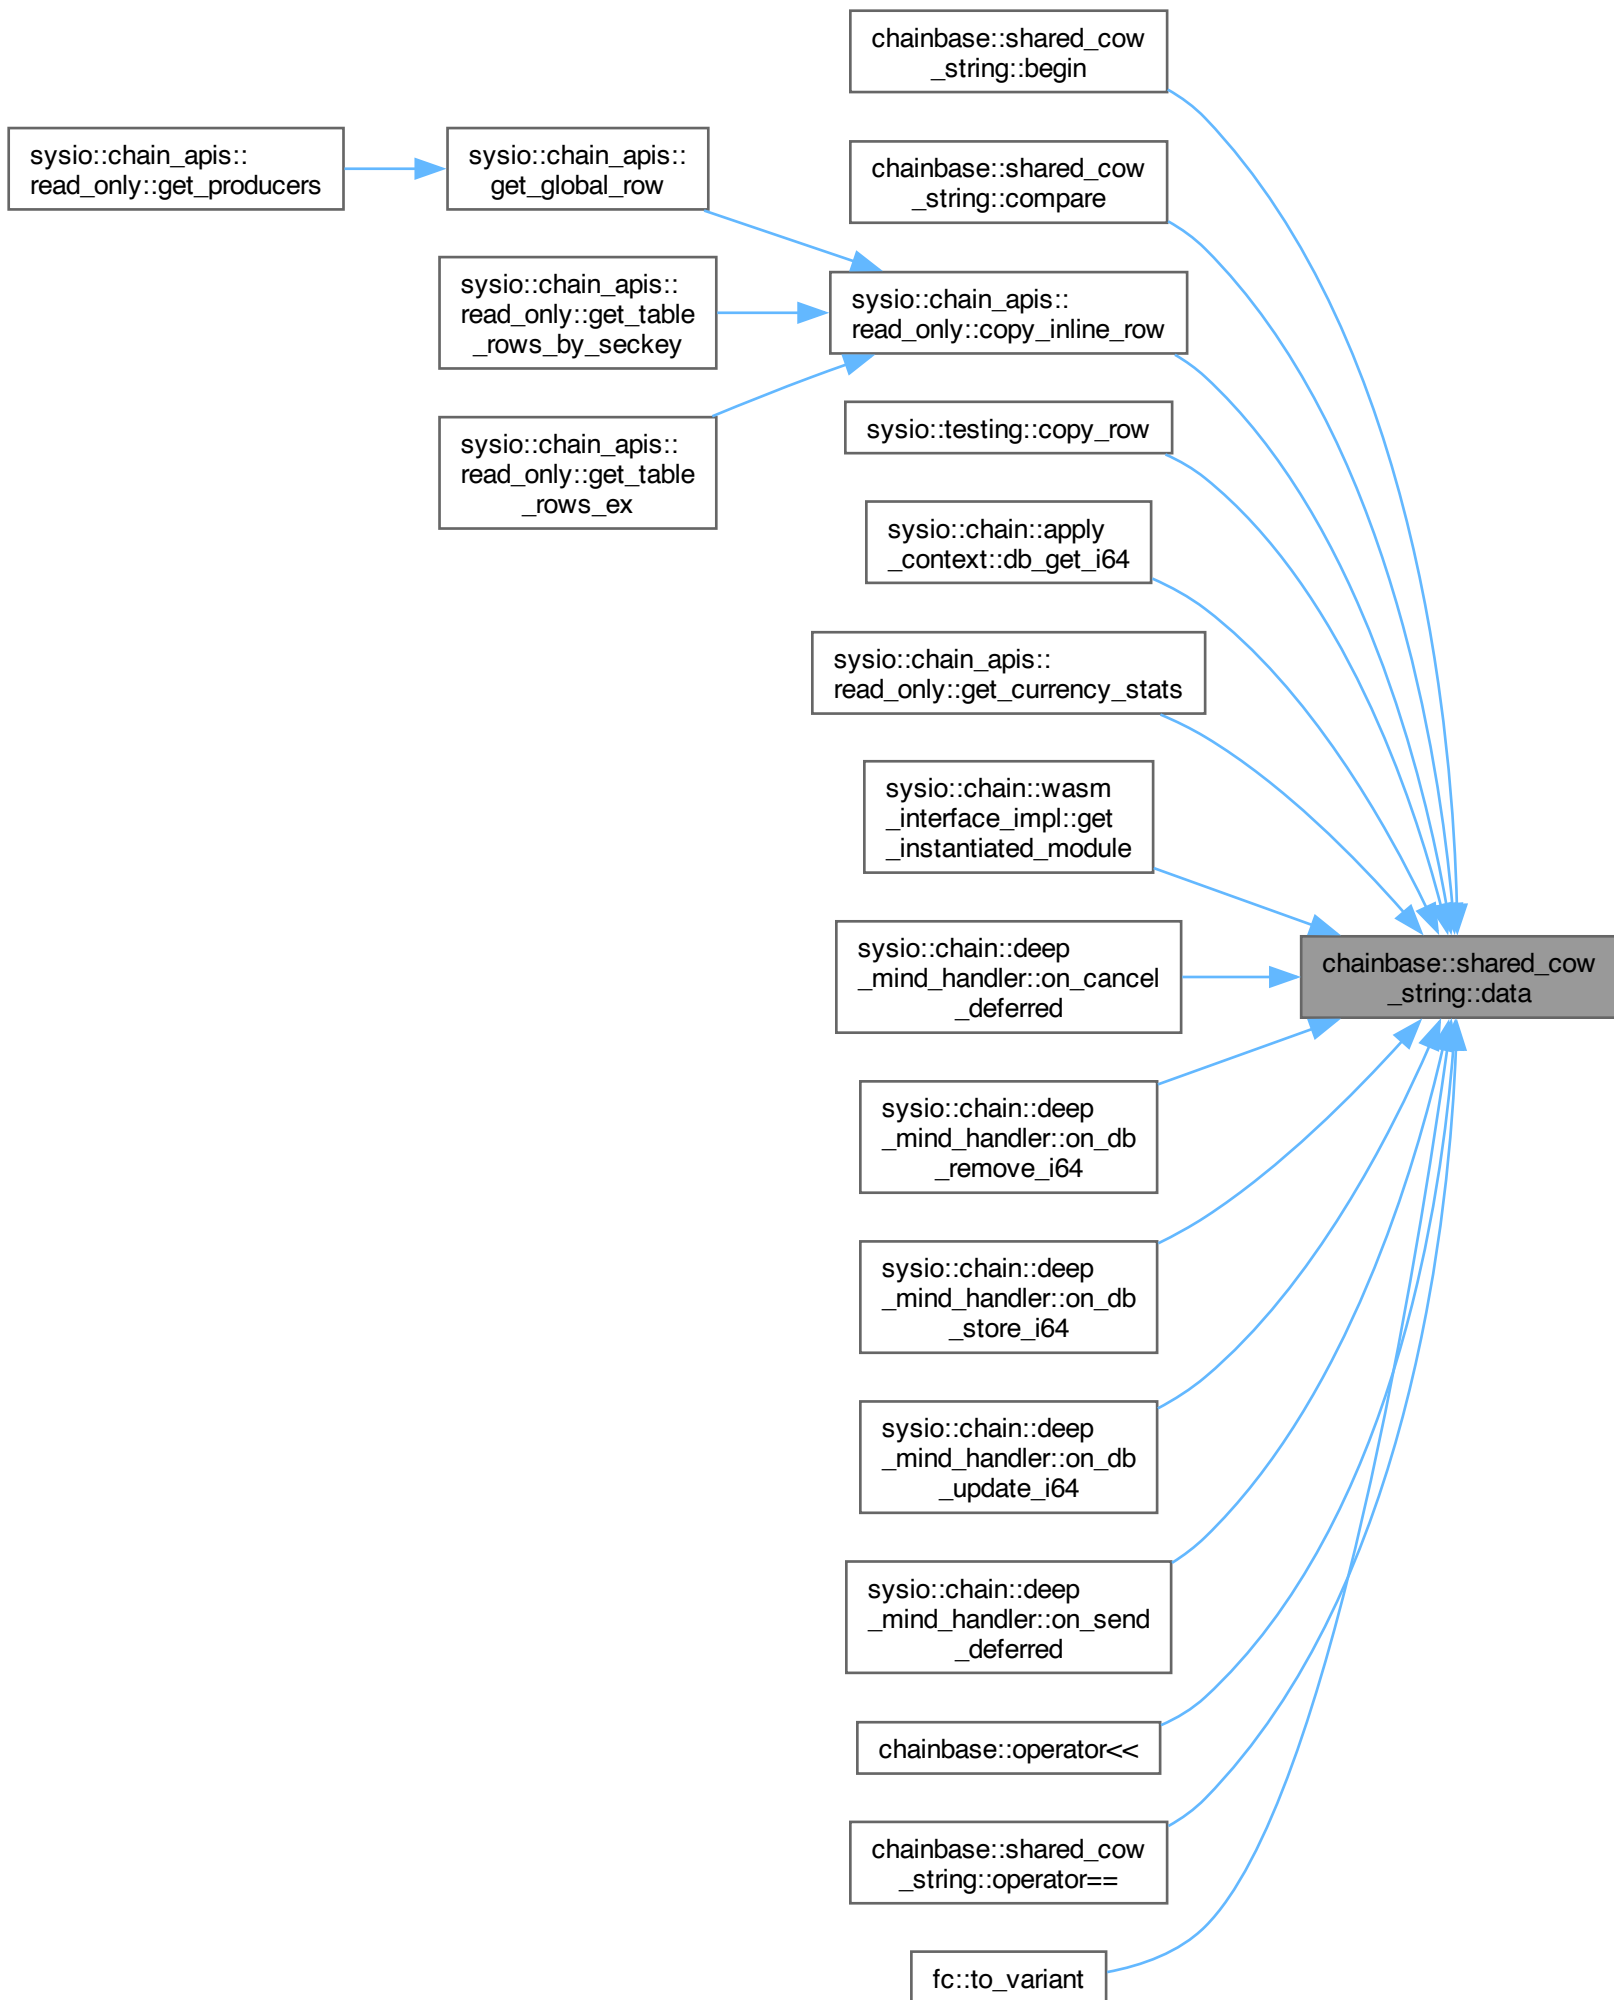 chainbase::shared_cow
_string::begin
sysio::chain_apis::
read_only::get_producers
sysio::chain_apis::
get_global_row
chainbase::shared_cow
_string::compare
sysio::chain_apis::
read_only::get_table
_rows_by_seckey
sysio::chain_apis::
read_only::copy_inline_row
sysio::chain_apis::
read_only::get_table
_rows_ex
sysio::testing::copy_row
sysio::chain::apply
_context::db_get_i64
sysio::chain_apis::
read_only::get_currency_stats
sysio::chain::wasm
_interface_impl::get
_instantiated_module
sysio::chain::deep
_mind_handler::on_cancel
_deferred
chainbase::shared_cow
_string::data
sysio::chain::deep
_mind_handler::on_db
_remove_i64
sysio::chain::deep
_mind_handler::on_db
_store_i64
sysio::chain::deep
_mind_handler::on_db
_update_i64
sysio::chain::deep
_mind_handler::on_send
_deferred
chainbase::operator<<
chainbase::shared_cow
_string::operator==
fc::to_variant